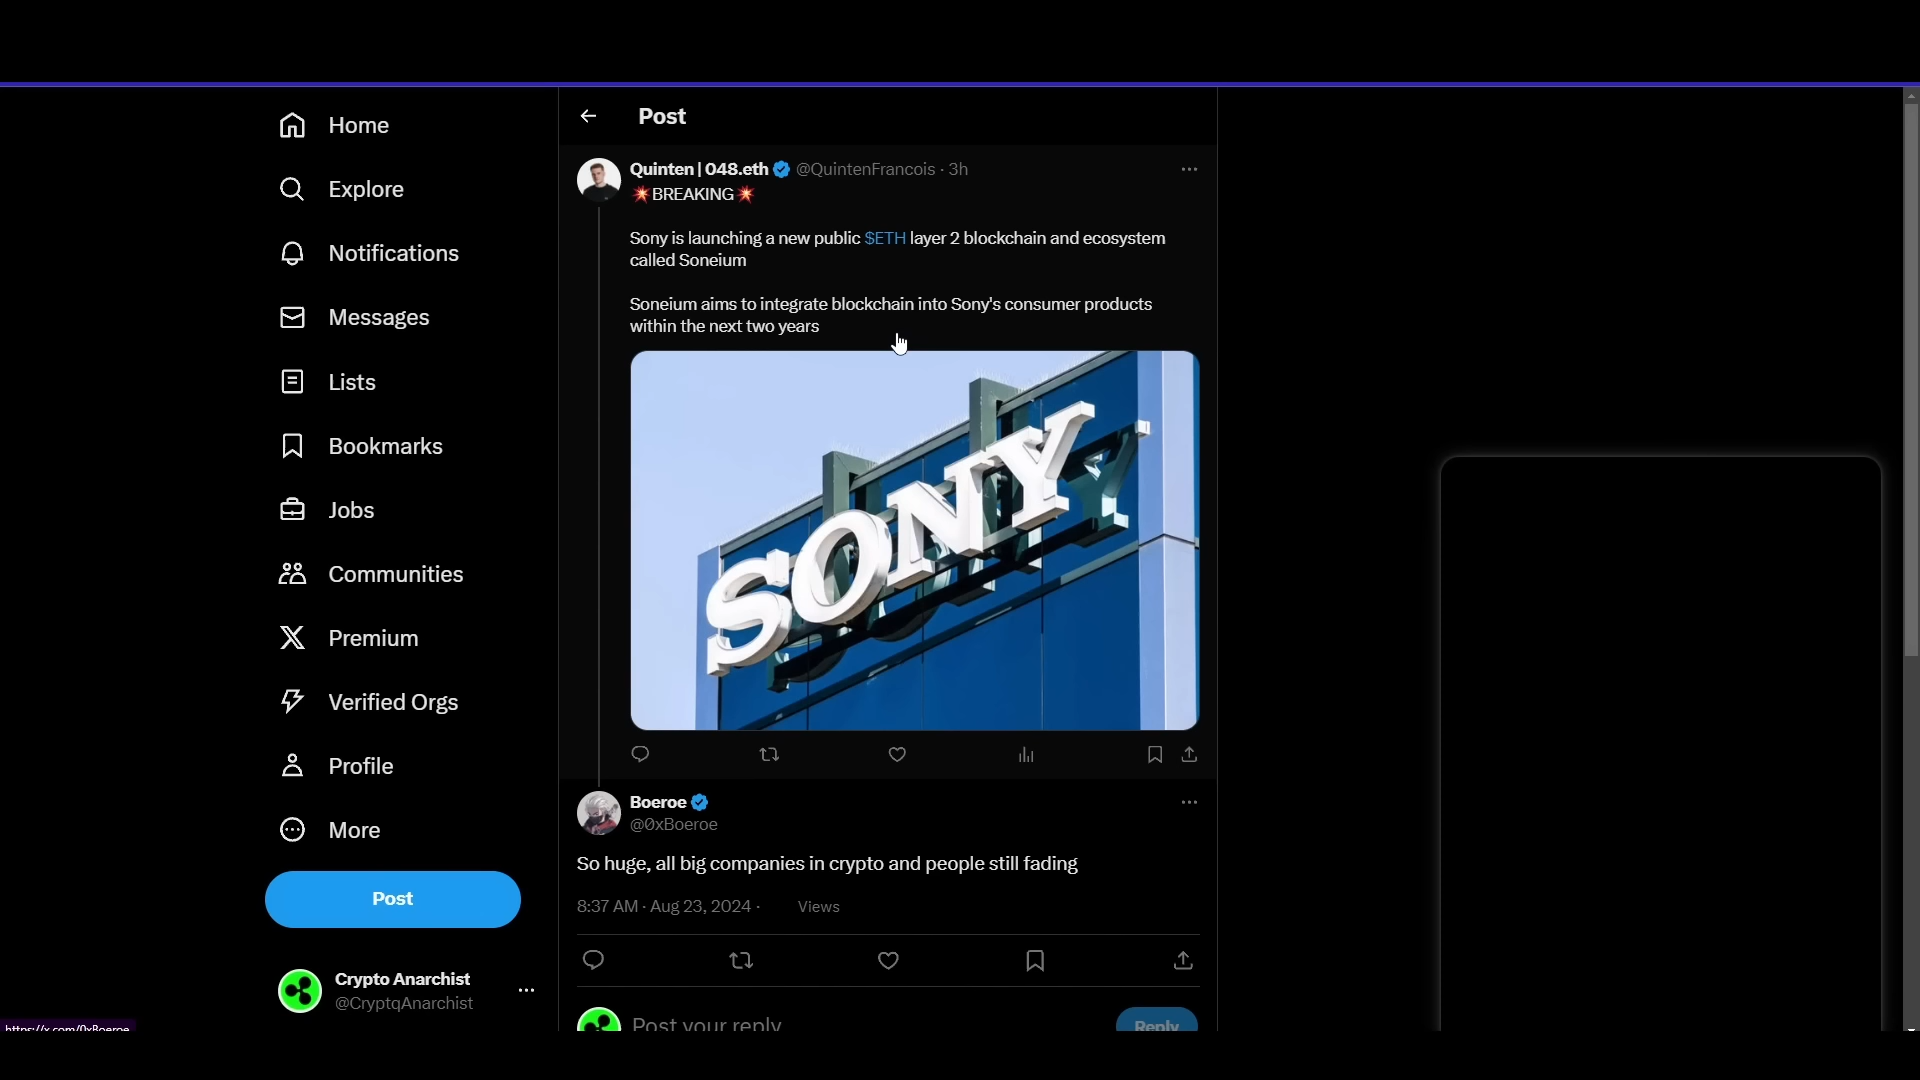 Home
Explore
Notifications
Messages
Lists
Bookmarks
Jobs
Communities
Premium
Verified Orgs
Profile
More
Post
Crypto Anarchist
@CryptqAnarchist
https://x.com/0xBoeroe
Post
Quinten | 048.eth @QuintenFrancois · 3h
💥BREAKING💥
Sony is launching a new public $ETH layer 2 blockchain and ecosystem
called Soneium
Soneium aims to integrate blockchain into Sony's consumer products
within the next two years
SONY
Boeroe
@0xBoeroe
So huge, all big companies in crypto and people still fading
8:37 AM · Aug 23, 2024 · Views
Post your reply
Reply